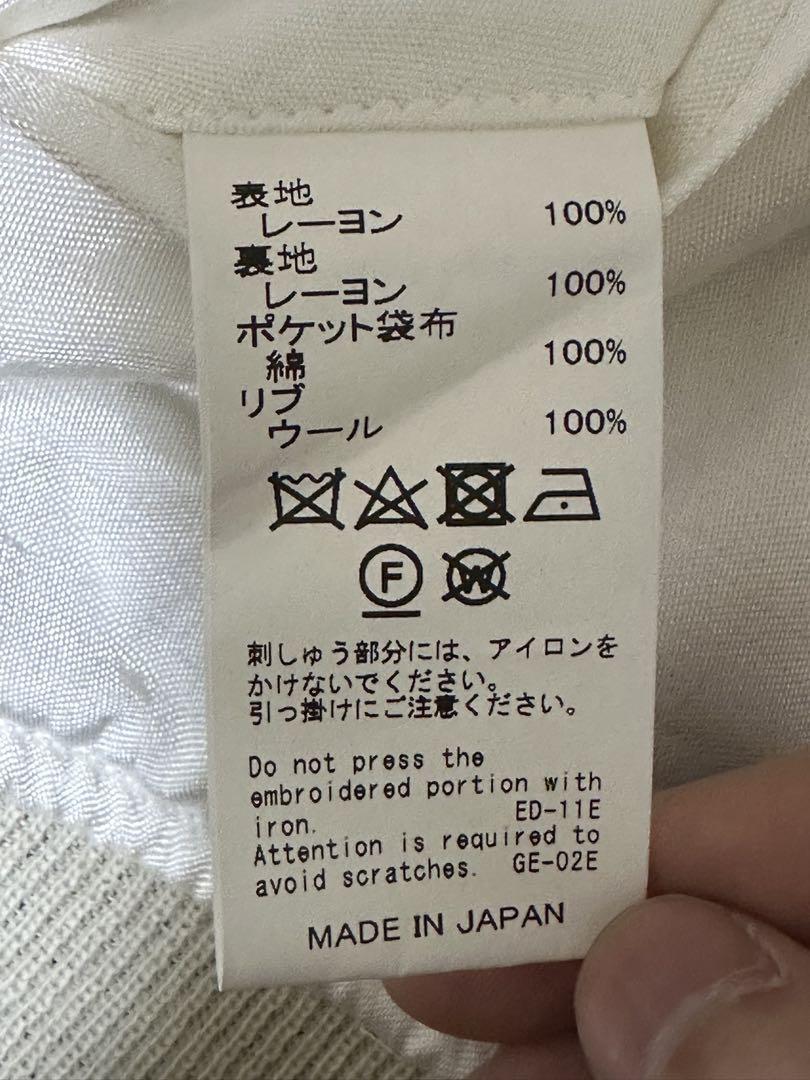 表地
レーヨン 100%
裏地
レーヨン 100%
ポケット袋布
綿 100%
リブ
ウール 100%
F W
刺しゅう部分には、アイロンを
かけないでください。
引っ掛けにご注意ください。
Do not press the
embroidered portion with
iron. ED-11E
Attention is required to
avoid scratches. GE-02E
MADE IN JAPAN